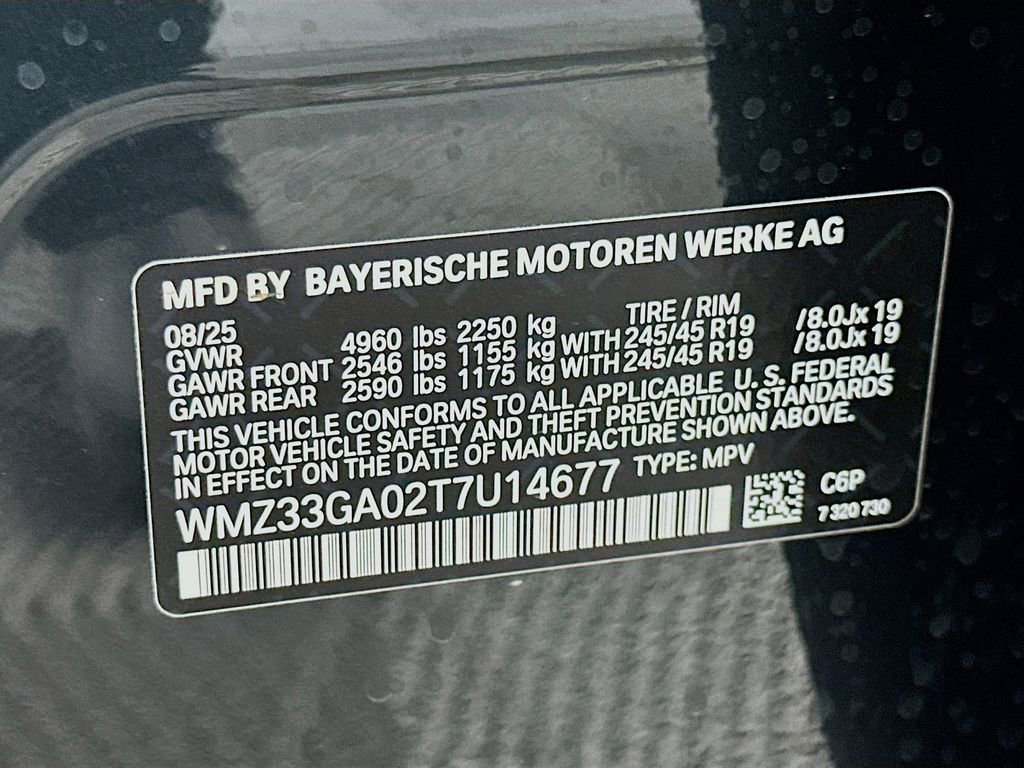 MFD BY BAYERISCHE MOTOREN WERKE AG
08/25 TIRE / RIM
GVWR 4960 lbs 2250 kg
GAWR FRONT 2546 lbs 1155 kg WITH 245/45 R19 /8.0Jx 19
GAWR REAR 2590 lbs 1175 kg WITH 245/45 R19 /8.0Jx 19
THIS VEHICLE CONFORMS TO ALL APPLICABLE U. S. FEDERAL
MOTOR VEHICLE SAFETY AND THEFT PREVENTION STANDARDS
IN EFFECT ON THE DATE OF MANUFACTURE SHOWN ABOVE.
WMZ33GA02T7U14677 TYPE: MPV
C6P
7 320 730